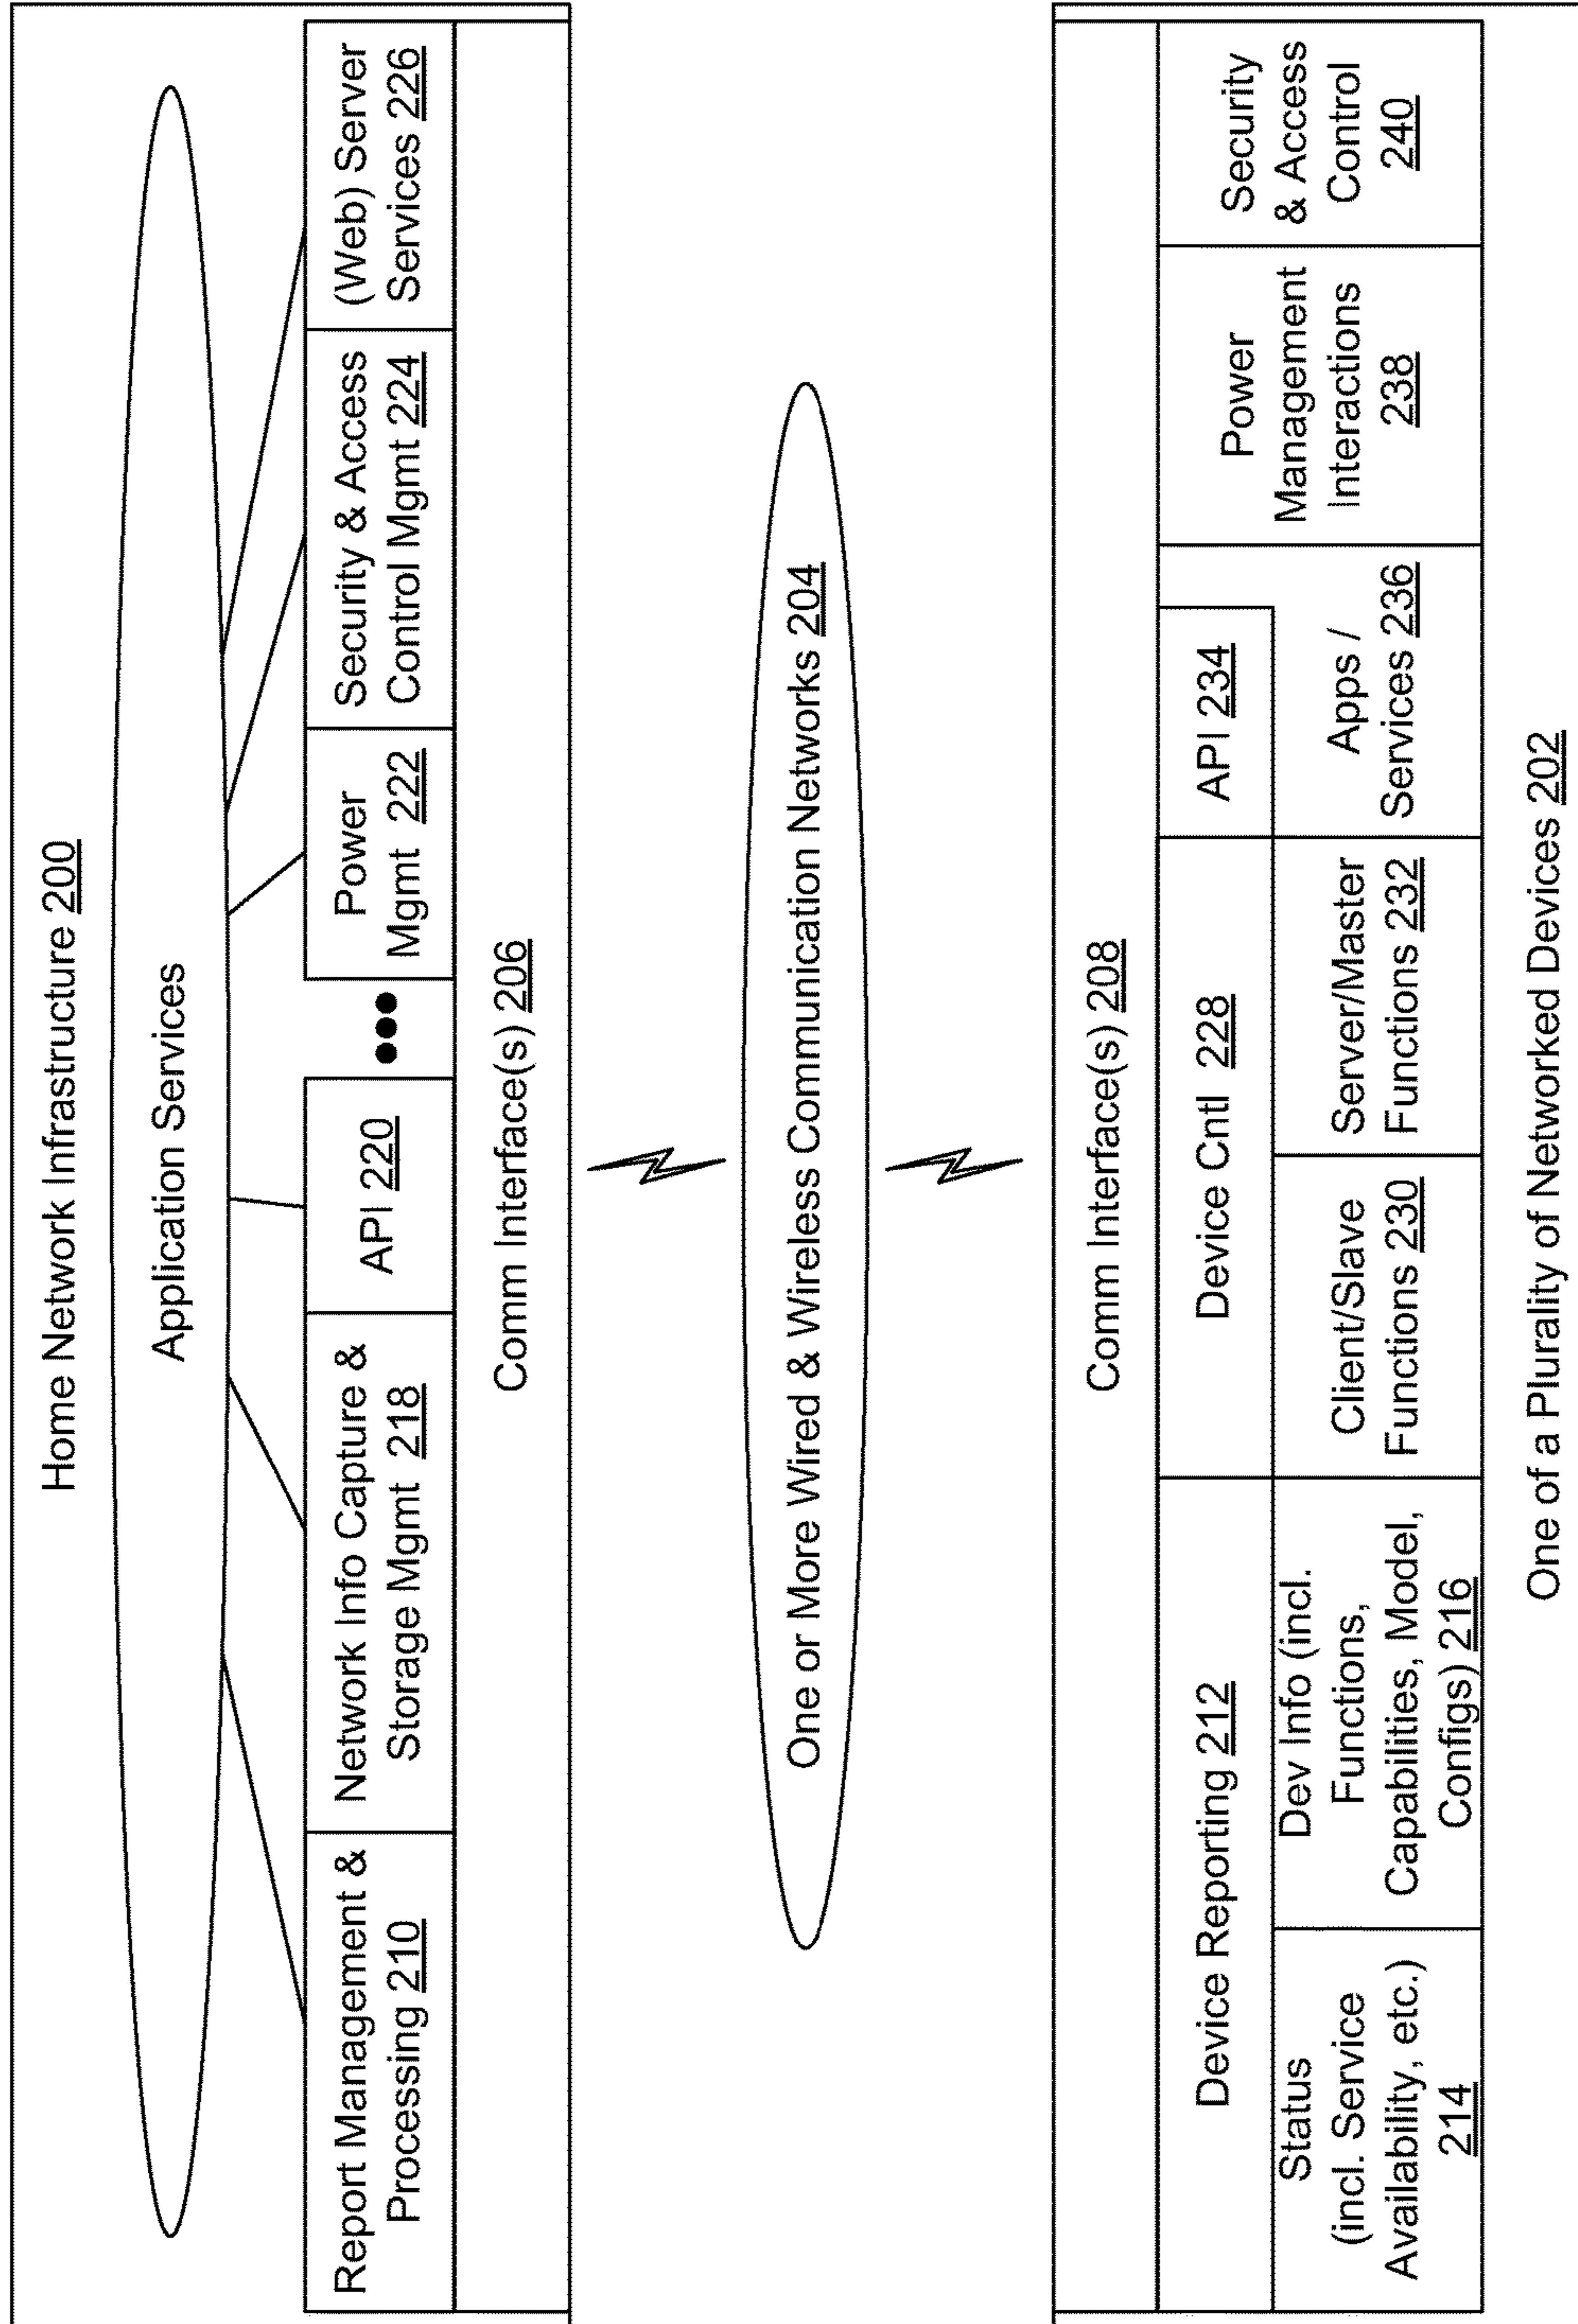 Home Network Infrastructure 200
Application Services
Report Management &
Processing 210
Network Info Capture &
Storage Mgmt 218
API 220
Power
Mgmt 222
Security & Access
Control Mgmt 224
(Web) Server
Services 226
Comm Interface(s) 206
One or More Wired & Wireless Communication Networks 204
Comm Interface(s) 208
Device Reporting 212
Status
(incl. Service
Availability, etc.)
214
Dev Info (incl.
Functions,
Capabilities, Model,
Configs) 216
Device Cntl 228
Client/Slave
Functions 230
Server/Master
Functions 232
API 234
Apps /
Services 236
Power
Management
Interactions
238
Security
& Access
Control
240
One of a Plurality of Networked Devices 202